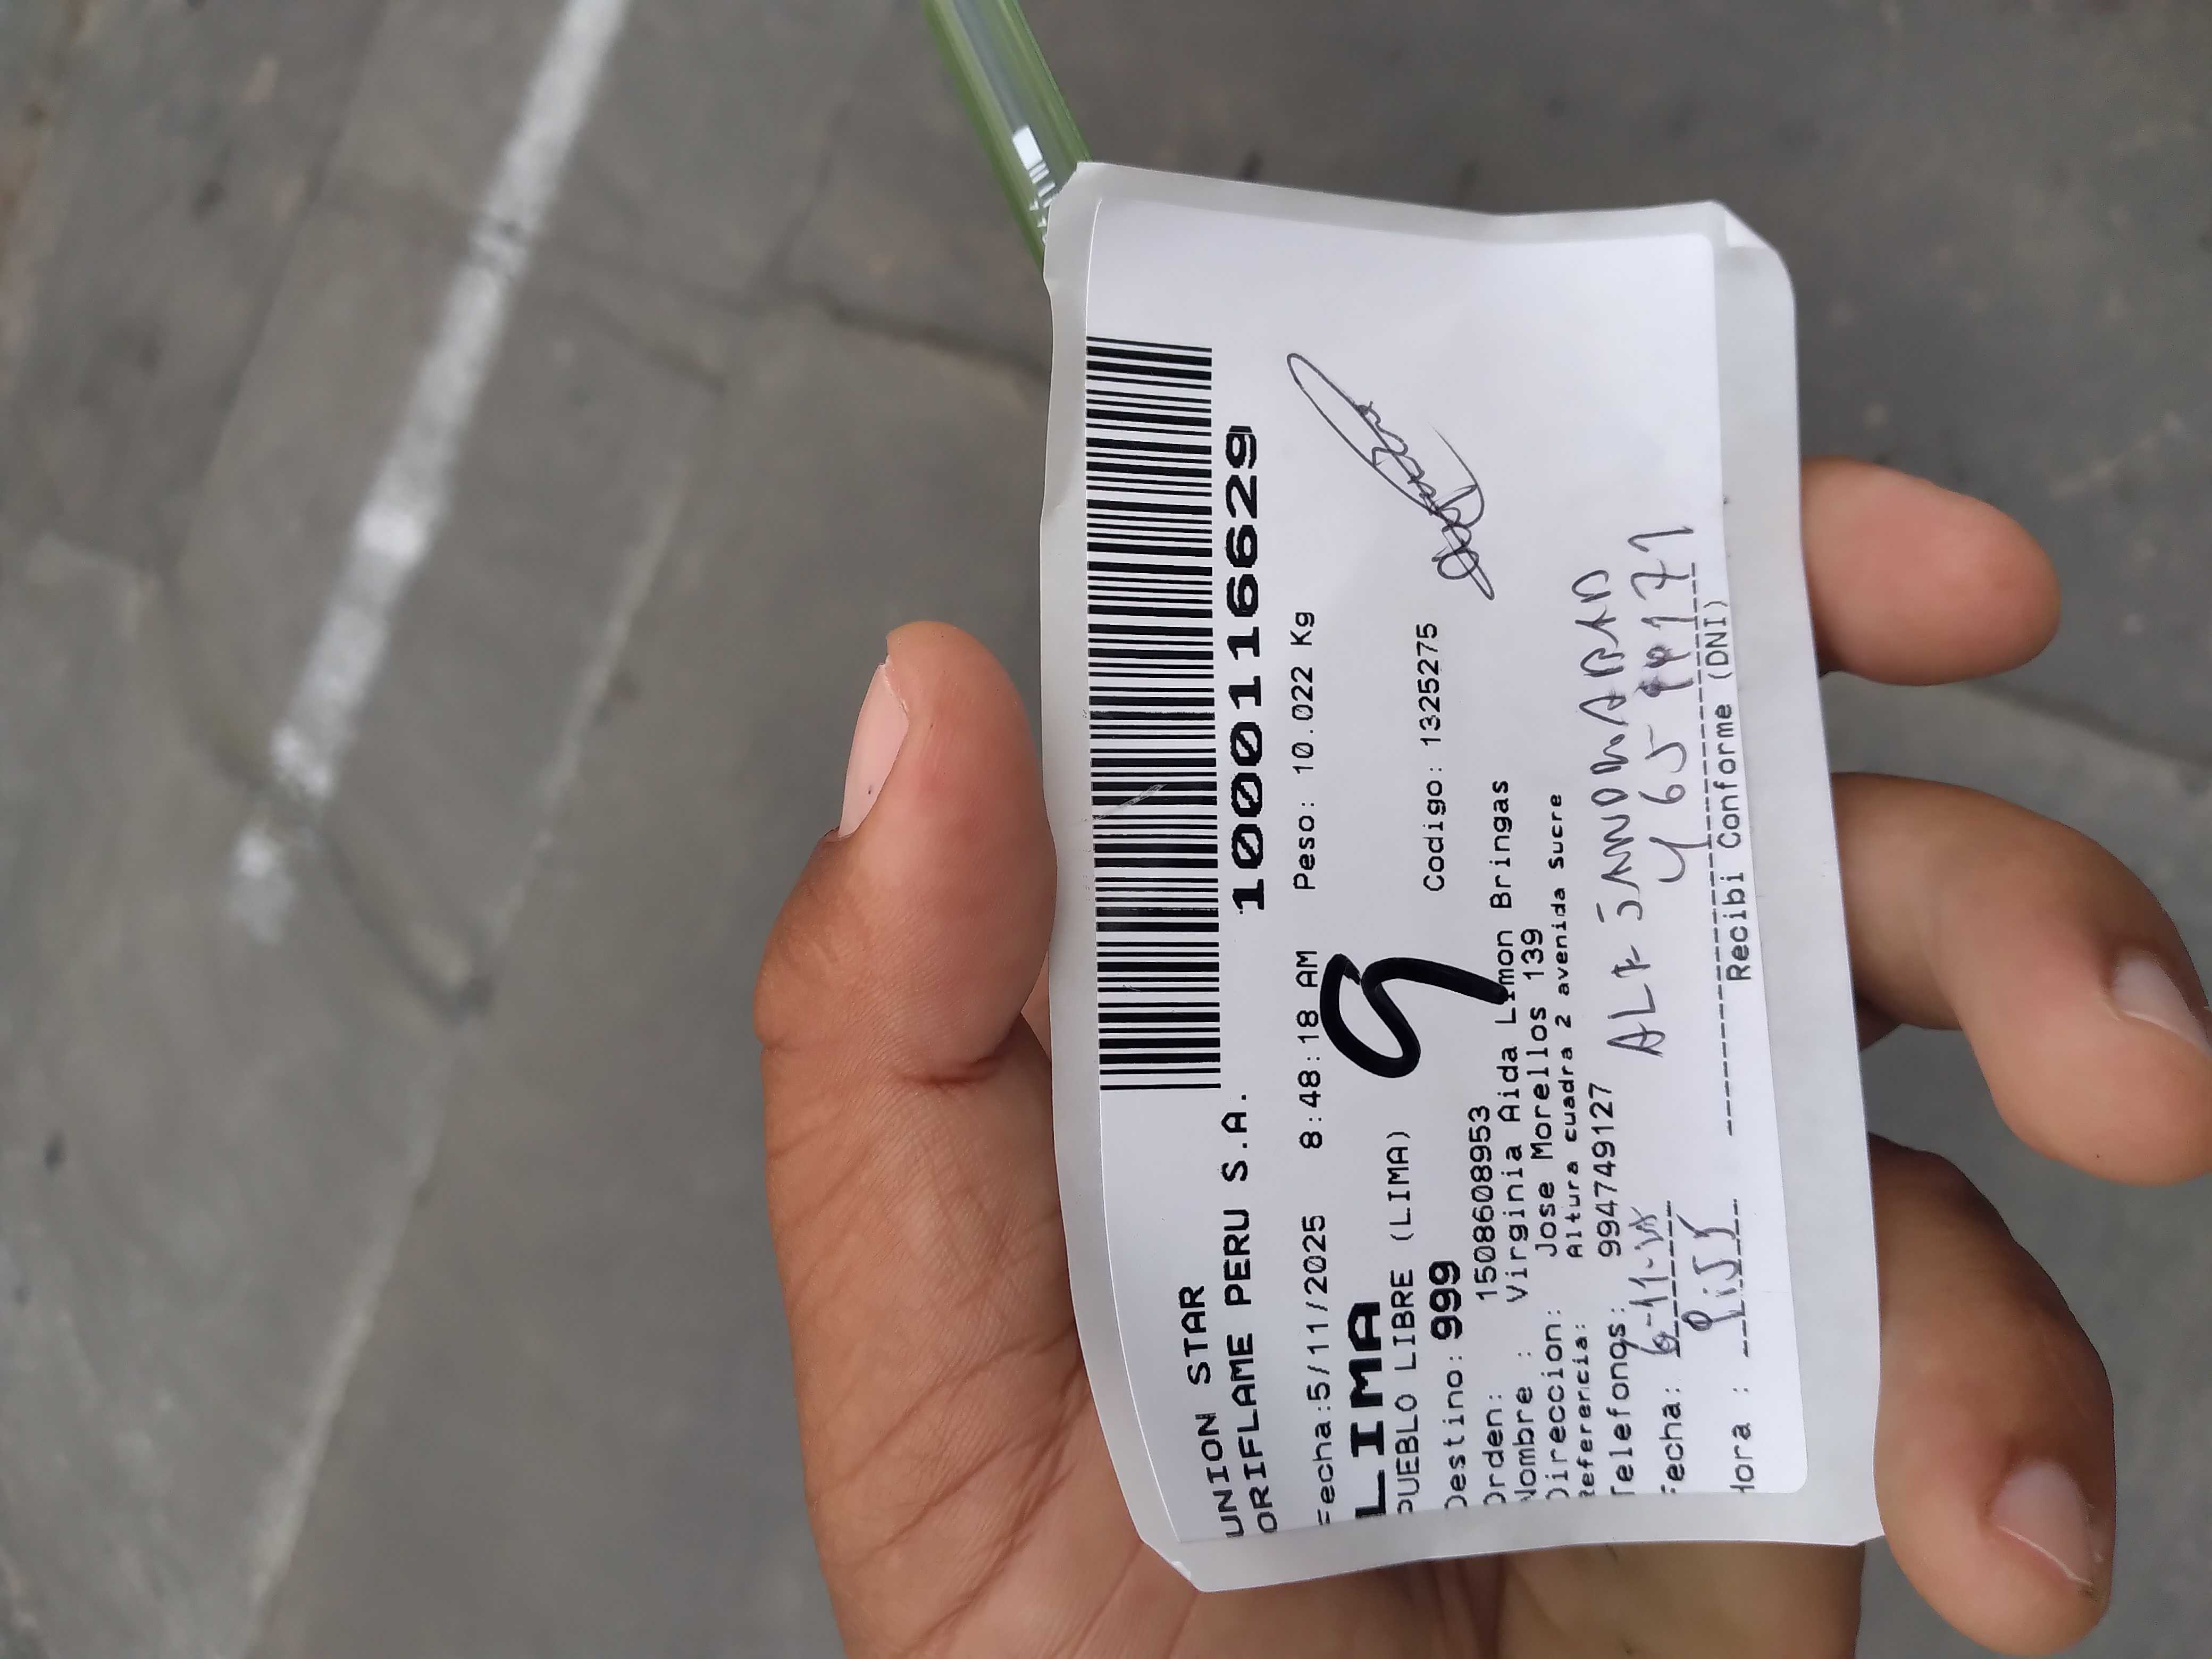 UNION STAR
ORIFLAME PERU S.A. 1000116629
Fecha:5/11/2025 8:48:18 AM Peso: 10.022 Kg
LIMA 9
PUEBLO LIBRE (LIMA)
Destino: 999 Codigo: 1325275
Orden: 1508608953
Nombre : Virginia Aida Limon Bringas
Direccion: Jose Morellos 139
Referencia: Altura cuadra 2 avenida Sucre
Telefonos: 994749127
Fecha: 6-11-
Hora :
Recibi Conforme (DNI)